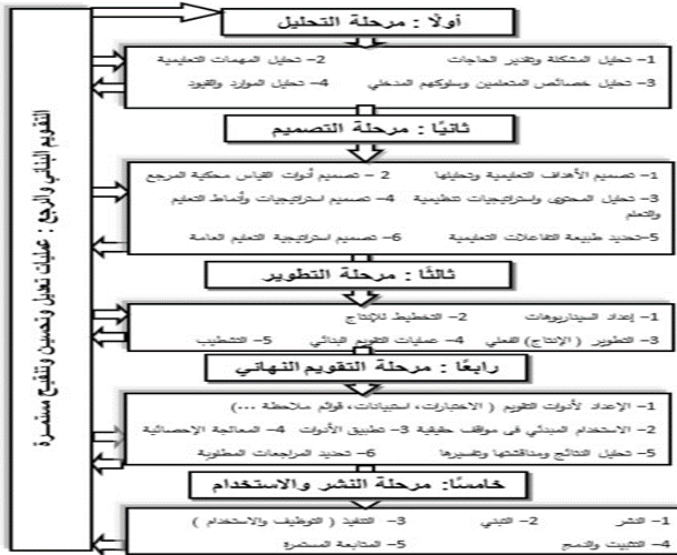 أولًا : مرحلة التحليل
1- تحليل المشكلة وتقدير الحاجات 2- تحليل المهمات التعليمية
3- تحليل خصائص المتعلمين وسلوكهم المدخلي 4- تحليل الموارد والقيود
ثانيًا : مرحلة التصميم
1- تصميم الأهداف التعليمية وتحليلها 2 - تصميم أدوات القياس محكية المرجع
3- تحليل المحتوى واستراتيجيات تنظيمية 4- تصميم استراتيجيات وأنماط التعليم
والتعلم
5-تحديد طبيعة التفاعلات التعليمية 6- تصميم استراتيجية التعليم العامة
ثالثًا : مرحلة التطوير
1- إعداد السيناريوهات 2- التخطيط للإنتاج
3- التطوير ( الإنتاج) الفعلي 4- عمليات التقويم البنائي 5- التشطيب
رابعًا : مرحلة التقويم النهائي
1- الإعداد لأدوات التقويم ( الاختبارات، استبيانات، قوائم ملاحظة ...)
2- الاستخدام المبدئي فى مواقف حقيقية 3- تطبيق الأدوات 4- المعالجة الإحصائية
5- تحليل النتائج ومناقشتها وتفسيرها 6- تحديد المراجعات المطلوبة
خامسًا: مرحلة النشر والاستخدام
1- النشر 2- التبني 3- التنفيذ ( التوظيف والاستخدام )
4- التثبيت والدمج 5- المتابعة المستمرة
التقويم البنائي والرجع : عمليات تعديل وتحسين وتنقيح مستمرة